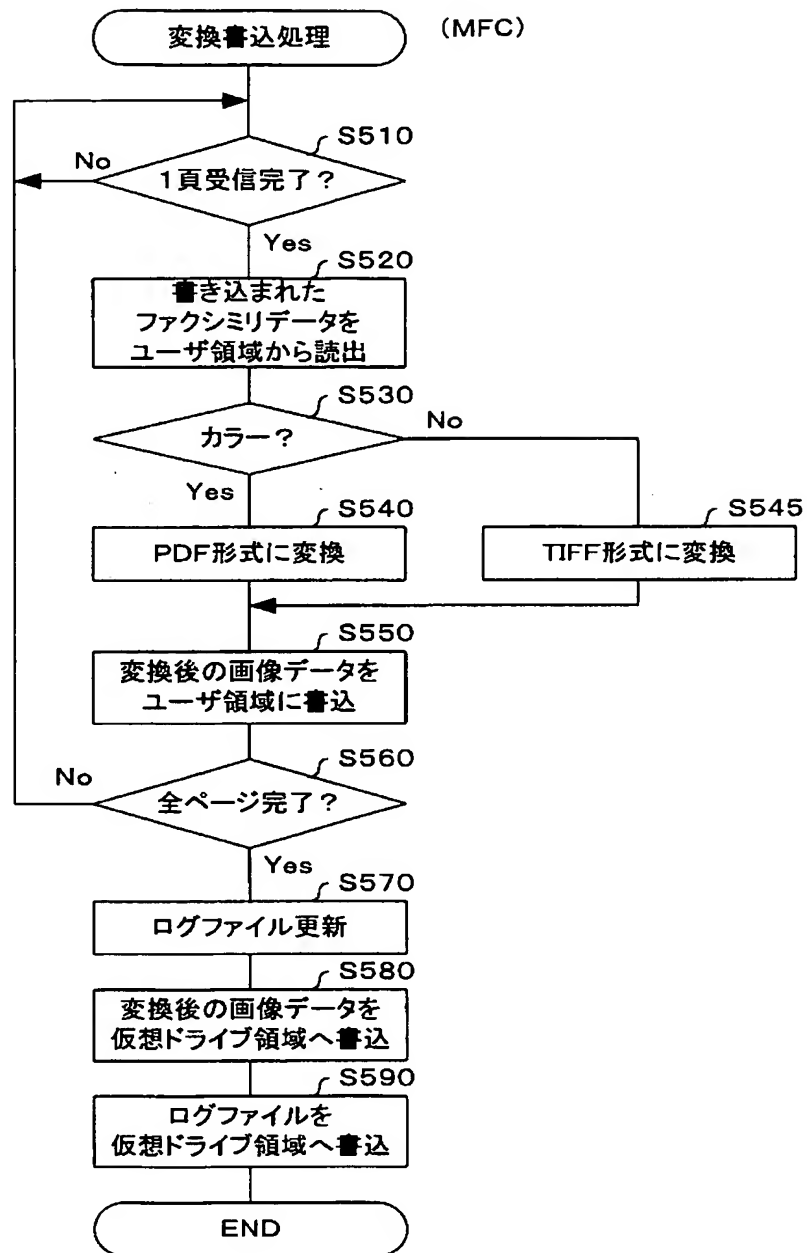 変換書込処理
(MFC)
S510
No
1頁受信完了?
Yes
S520
書き込まれた
ファクシミリデータを
ユーザ領域から読出
S530
カラー?
No
Yes
S540
PDF形式に変換
S545
TIFF形式に変換
S550
変換後の画像データを
ユーザ領域に書込
S560
No
全ページ完了?
Yes
S570
ログファイル更新
S580
変換後の画像データを
仮想ドライブ領域へ書込
S590
ログファイルを
仮想ドライブ領域へ書込
END